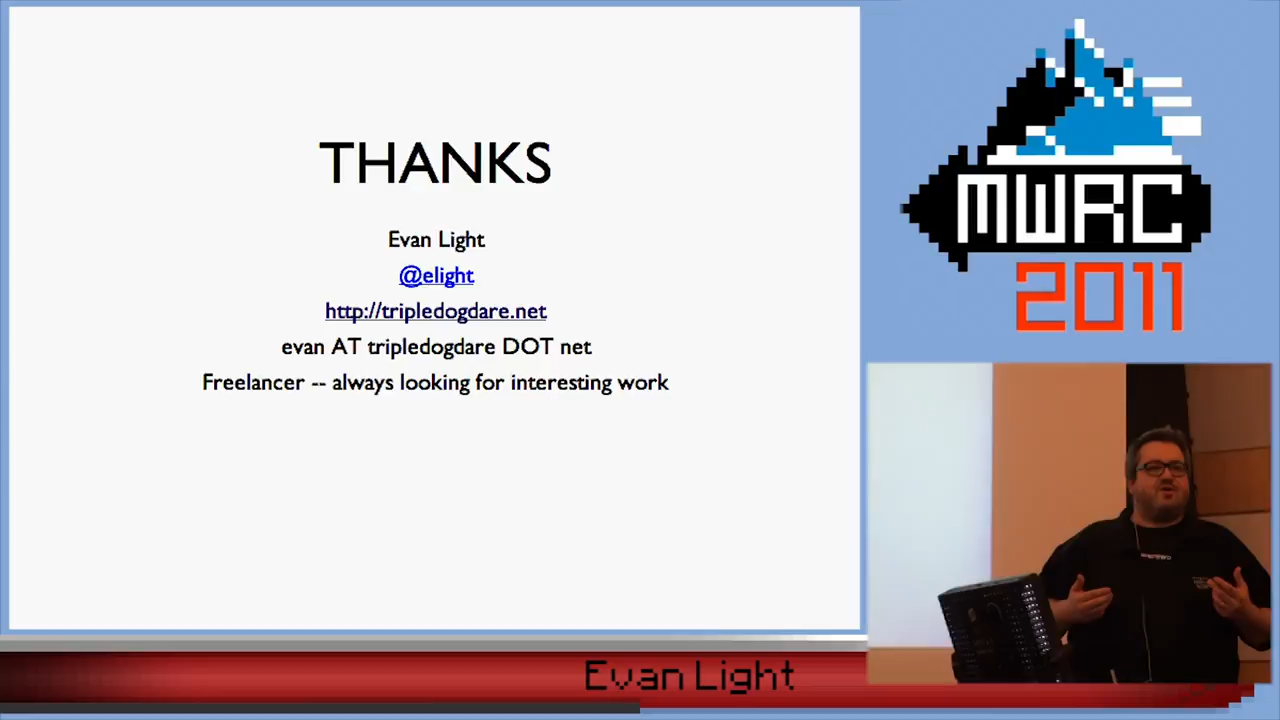 THANKS
Evan Light
@elight
http://tripledogdare.net
evan AT tripledogdare DOT net
Freelancer -- always looking for interesting work
MWRC
2011
Evan Light